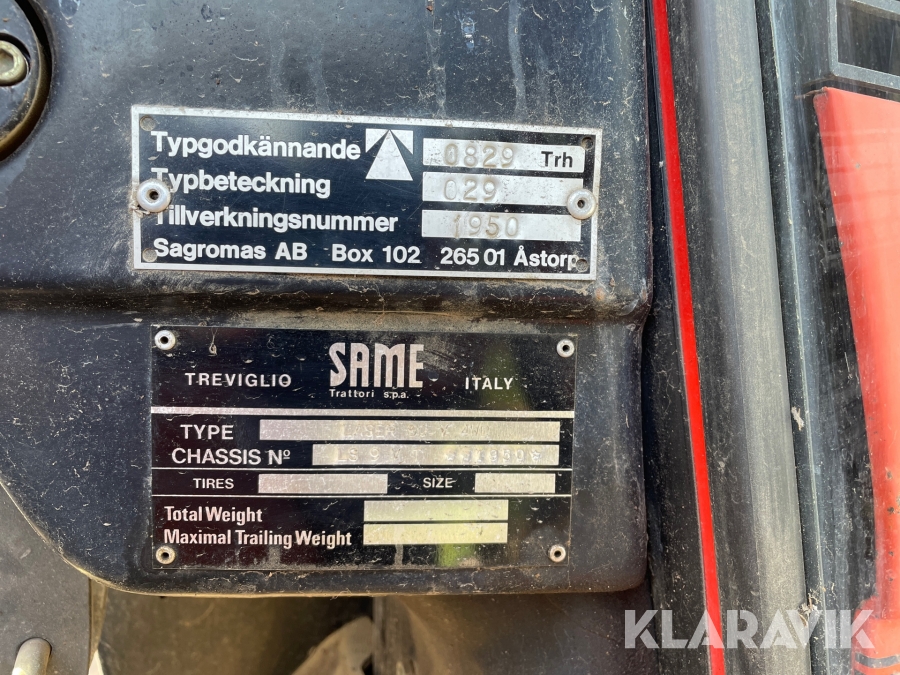 Typgodkännande 0829 Trh
Typbeteckning 029
Tillverkningsnummer 1950
Sagromas AB Box 102 265 01 Åstorp
SAME
TREVIGLIO ITALY
Trattori s.p.a.
TYPE LASER
CHASSIS Nº
TIRES SIZE
Total Weight
Maximal Trailing Weight
KLARAVIK